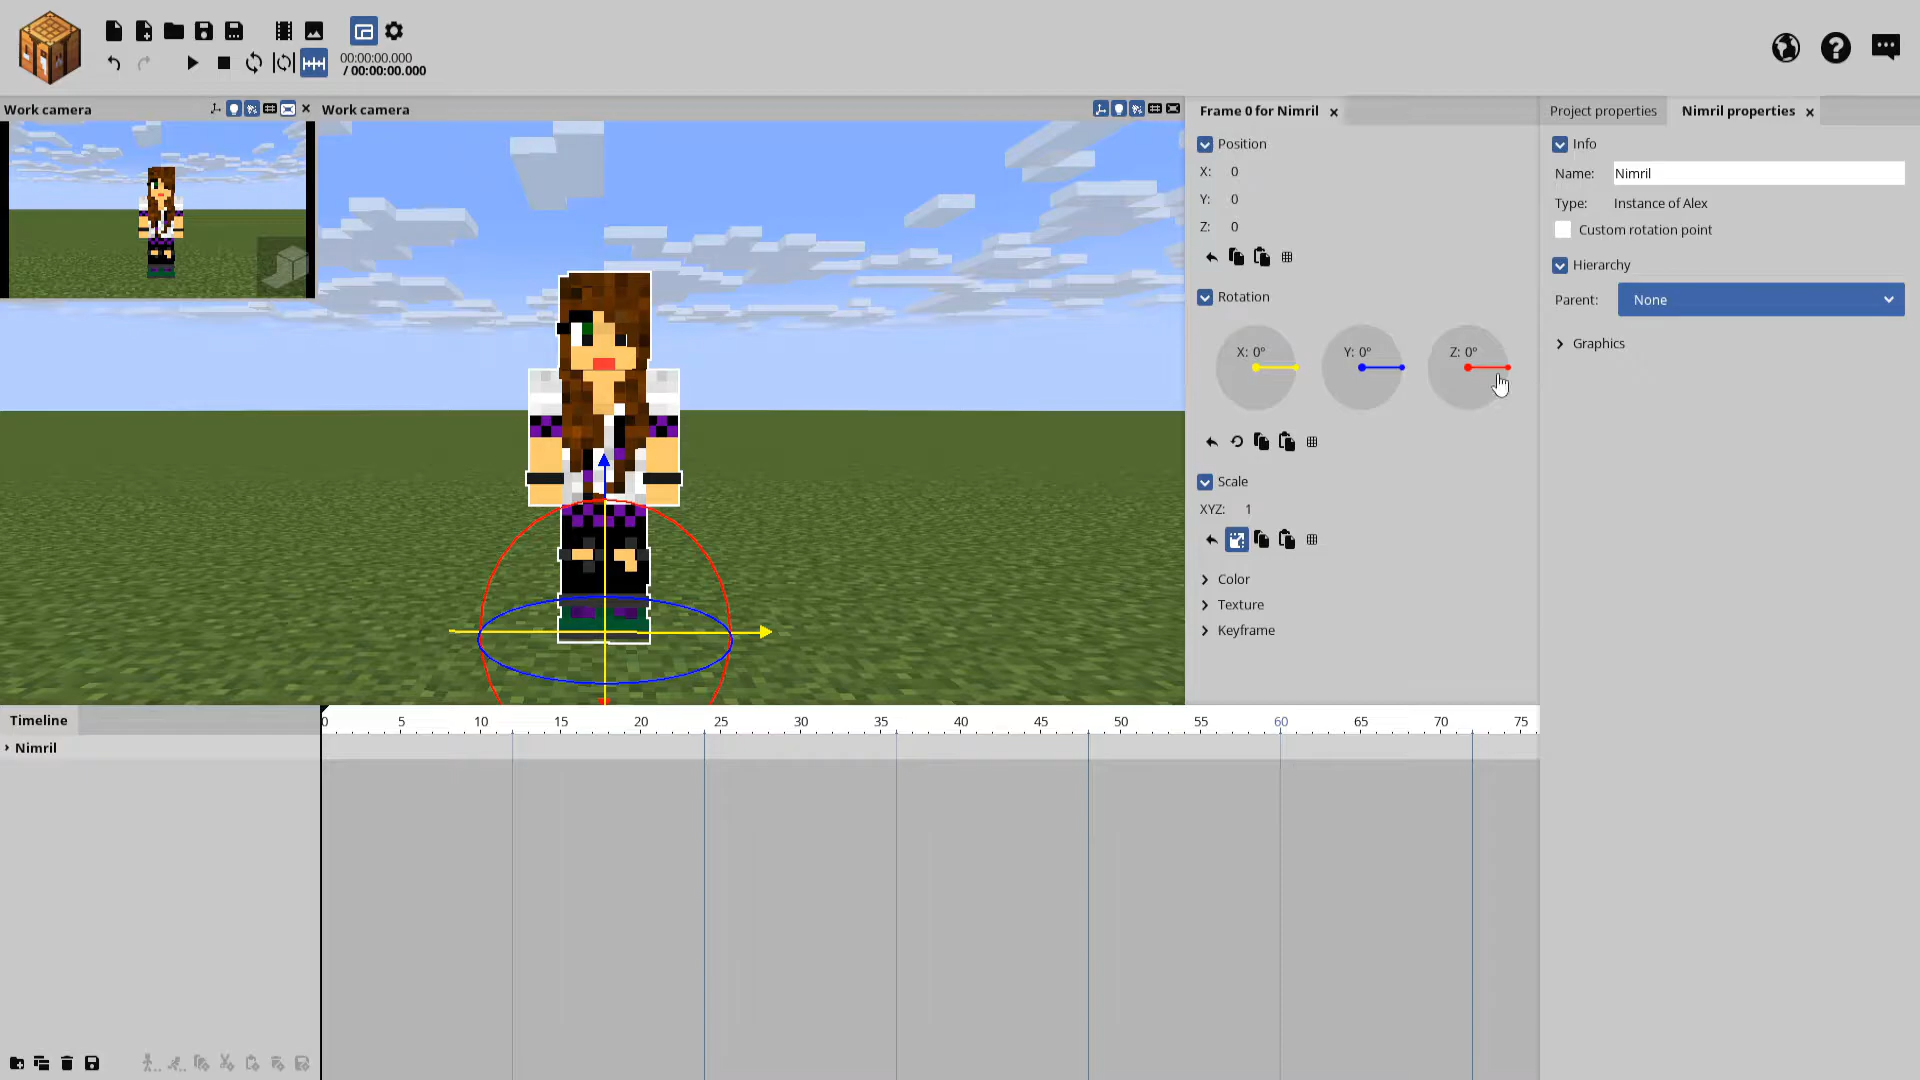 00:00:00.000
/ 00:00:00.000
Work camera
Work camera
Frame 0 for Nimril
Project properties
Nimril properties
Position
X: 0
Y: 0
Z: 0
Rotation
X: 0°
Y: 0°
Z: 0°
Scale
XYZ: 1
Color
Texture
Keyframe
Info
Name: Nimril
Type: Instance of Alex
Custom rotation point
Hierarchy
Parent: None
Graphics
Timeline
0 5 10 15 20 25 30 35 40 45 50 55 60 65 70 75
Nimril